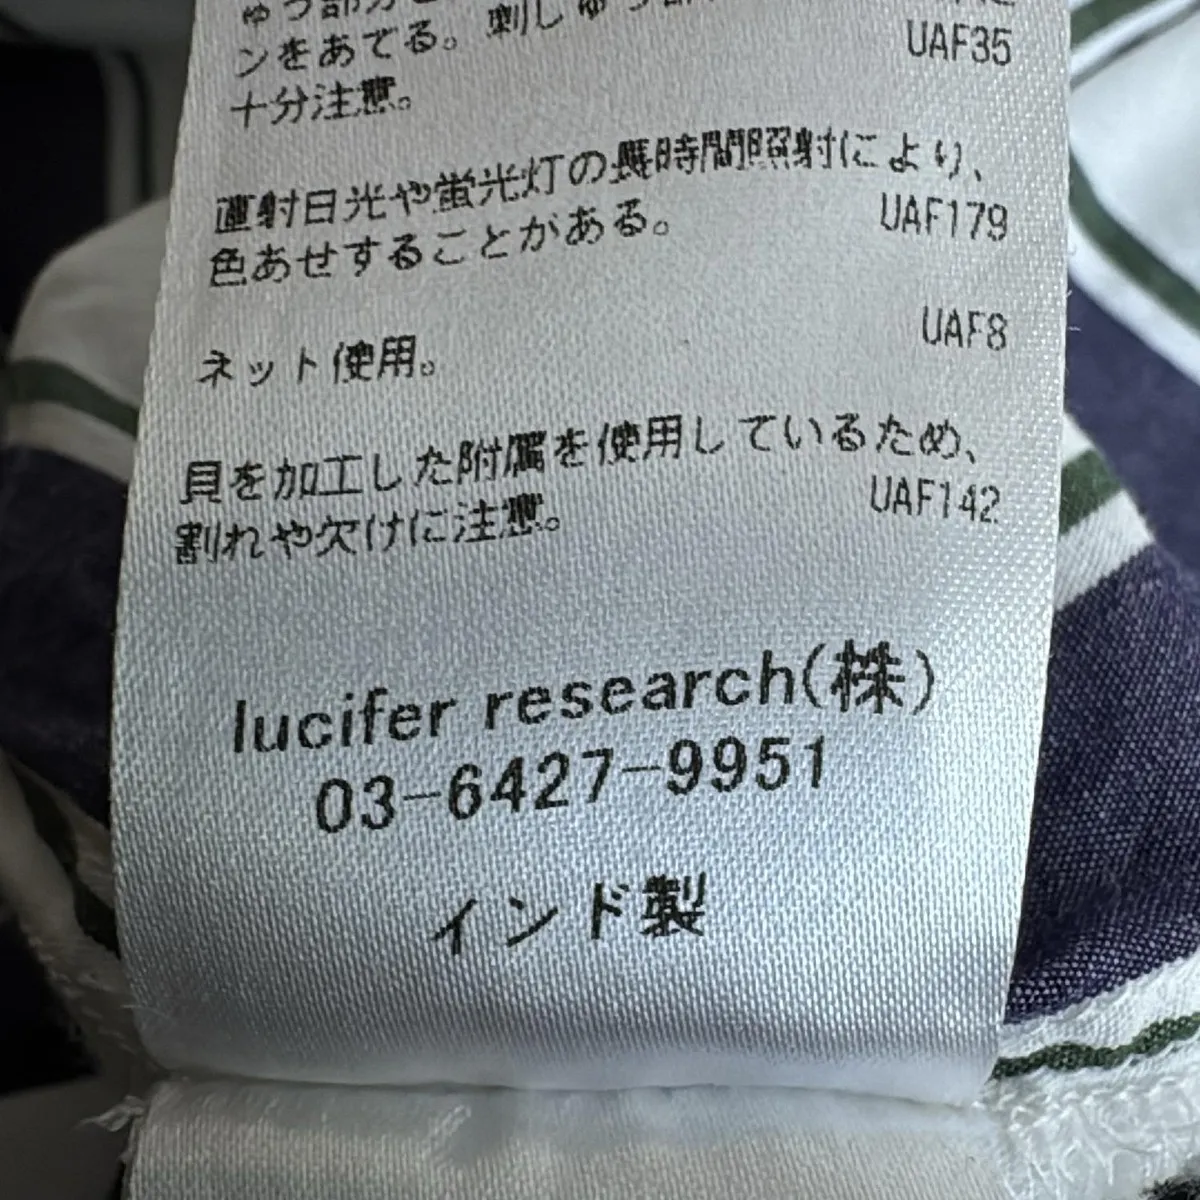 ンをあてる。刺しゅう部
UAF35
十分注意。
直射日光や蛍光灯の長時間照射により、
UAF179
色あせすることがある。
UAF8
ネット使用。
貝を加工した附属を使用しているため、
UAF142
割れや欠けに注意。
lucifer research(株)
03-6427-9951
インド製